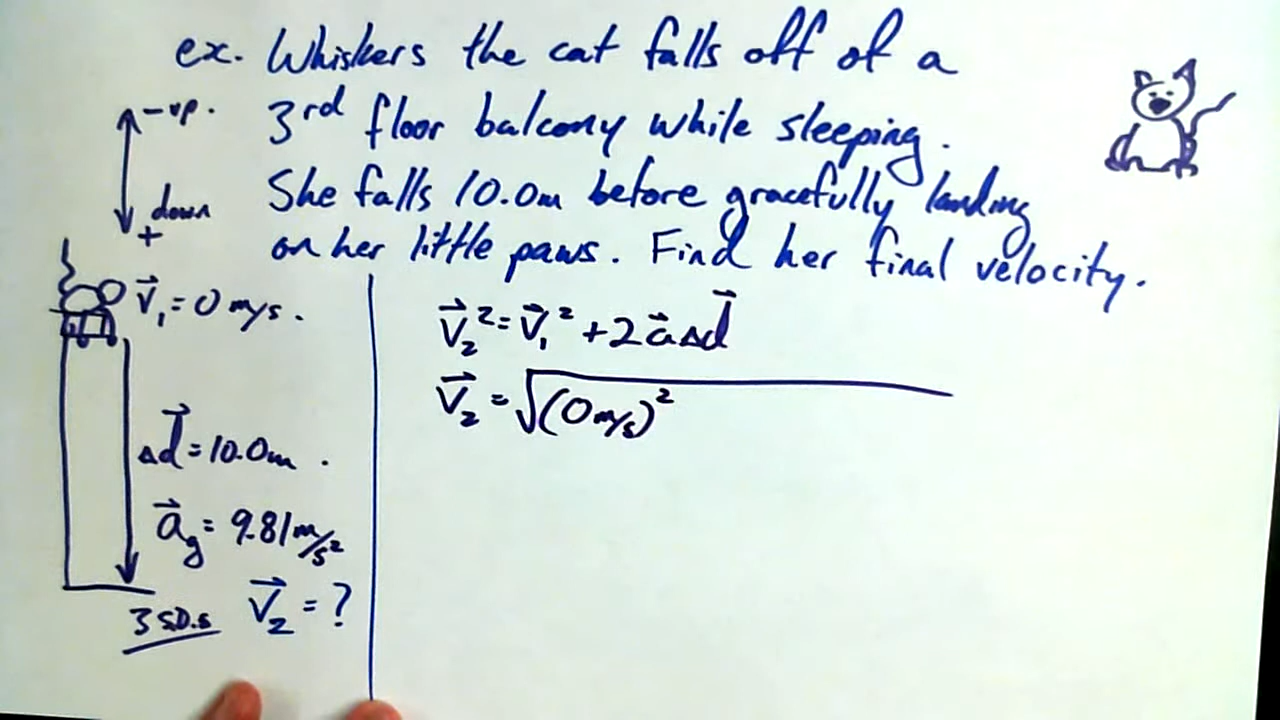 ex. Whiskers the cat falls off of a
3rd floor balcony while sleeping.
She falls 10.0m before gracefully landing
on her little paws. Find her final velocity.
- up.
down
+
V⃗₁ = 0 m/s.
Δd⃗ = 10.0m.
a⃗g = 9.81 m/s²
V⃗₂ = ?
3 S.D.s
V⃗₂² = V⃗₁² + 2a⃗Δd⃗
V⃗₂ = √(0 m/s)²